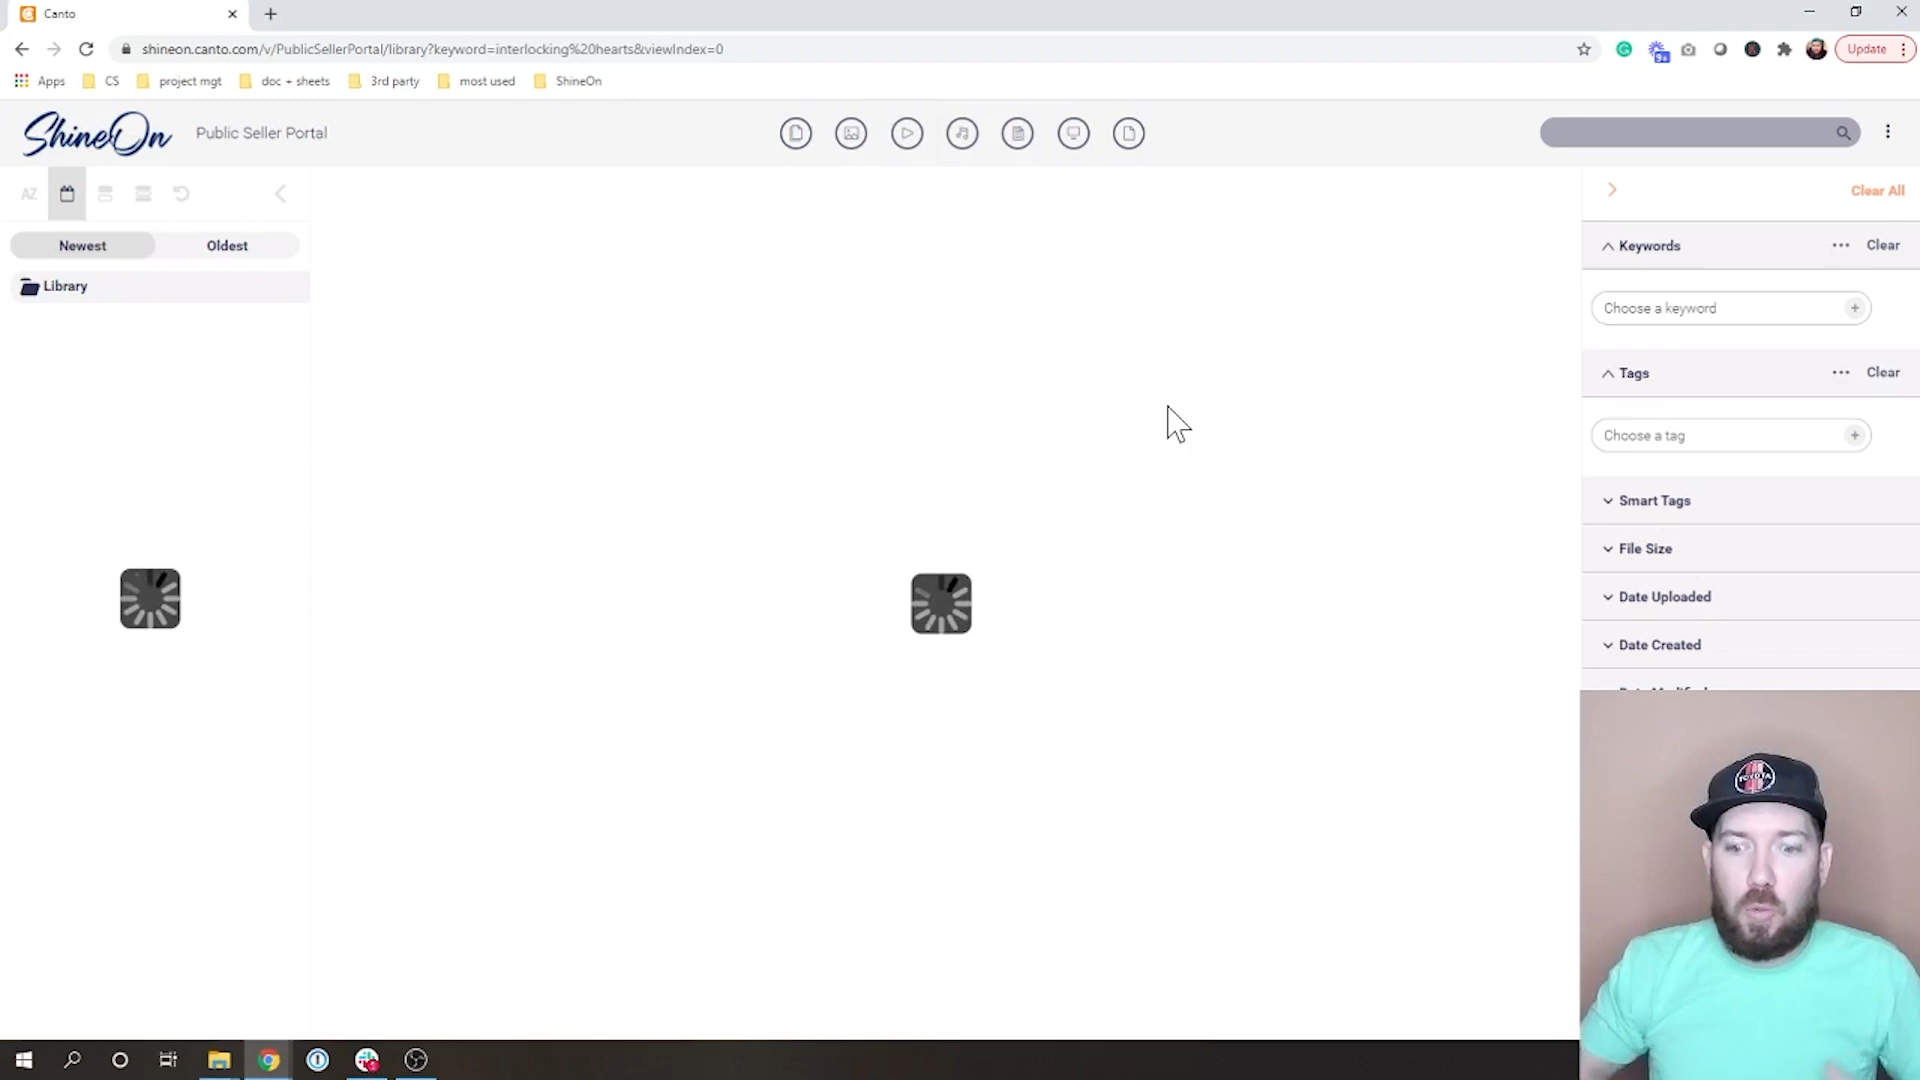 Canto
shineon.canto.com/v/PublicSellerPortal/library?keyword=interlocking%20hearts&viewIndex=0
Update
Apps
CS
project mgt
doc + sheets
3rd party
most used
ShineOn
ShineOn
Public Seller Portal
AZ
Clear All
Newest
Oldest
Keywords
Clear
Library
Choose a keyword
Tags
Clear
Choose a tag
Smart Tags
File Size
Date Uploaded
Date Created
TOYOTA